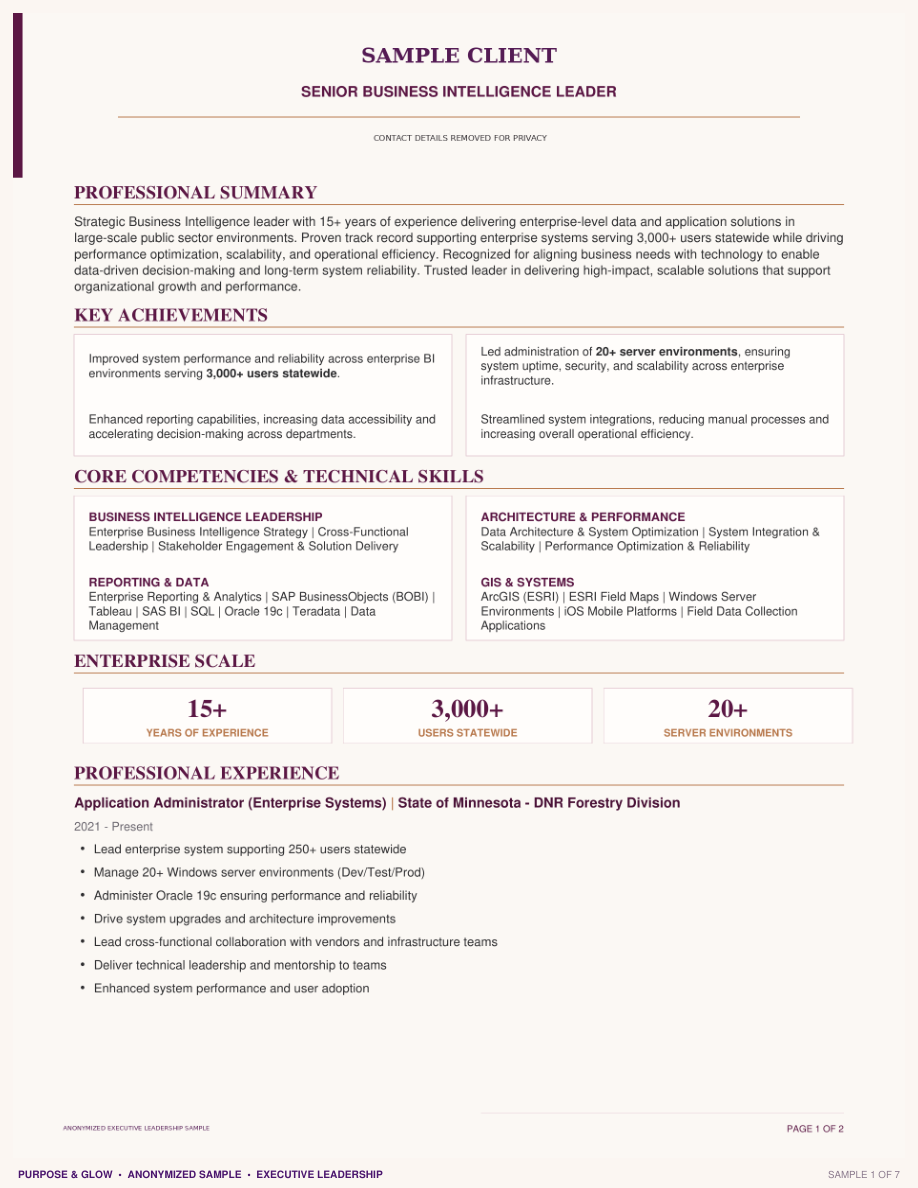 SAMPLE CLIENT
SENIOR BUSINESS INTELLIGENCE LEADER
CONTACT DETAILS REMOVED FOR PRIVACY
PROFESSIONAL SUMMARY
Strategic Business Intelligence leader with 15+ years of experience delivering enterprise-level data and application solutions in
large-scale public sector environments. Proven track record supporting enterprise systems serving 3,000+ users statewide while driving
performance optimization, scalability, and operational efficiency. Recognized for aligning business needs with technology to enable
data-driven decision-making and long-term system reliability. Trusted leader in delivering high-impact, scalable solutions that support
organizational growth and performance.
KEY ACHIEVEMENTS
Improved system performance and reliability across enterprise BI
environments serving 3,000+ users statewide.
Led administration of 20+ server environments, ensuring
system uptime, security, and scalability across enterprise
infrastructure.
Enhanced reporting capabilities, increasing data accessibility and
accelerating decision-making across departments.
Streamlined system integrations, reducing manual processes and
increasing overall operational efficiency.
CORE COMPETENCIES & TECHNICAL SKILLS
BUSINESS INTELLIGENCE LEADERSHIP
Enterprise Business Intelligence Strategy | Cross-Functional
Leadership | Stakeholder Engagement & Solution Delivery
ARCHITECTURE & PERFORMANCE
Data Architecture & System Optimization | System Integration &
Scalability | Performance Optimization & Reliability
REPORTING & DATA
Enterprise Reporting & Analytics | SAP BusinessObjects (BOBI) |
Tableau | SAS BI | SQL | Oracle 19c | Teradata | Data
Management
GIS & SYSTEMS
ArcGIS (ESRI) | ESRI Field Maps | Windows Server
Environments | iOS Mobile Platforms | Field Data Collection
Applications
ENTERPRISE SCALE
15+
YEARS OF EXPERIENCE
3,000+
USERS STATEWIDE
20+
SERVER ENVIRONMENTS
PROFESSIONAL EXPERIENCE
Application Administrator (Enterprise Systems) | State of Minnesota - DNR Forestry Division
2021 - Present
• Lead enterprise system supporting 250+ users statewide
• Manage 20+ Windows server environments (Dev/Test/Prod)
• Administer Oracle 19c ensuring performance and reliability
• Drive system upgrades and architecture improvements
• Lead cross-functional collaboration with vendors and infrastructure teams
• Deliver technical leadership and mentorship to teams
• Enhanced system performance and user adoption
ANONYMIZED EXECUTIVE LEADERSHIP SAMPLE
PAGE 1 OF 2
PURPOSE & GLOW • ANONYMIZED SAMPLE • EXECUTIVE LEADERSHIP
SAMPLE 1 OF 7